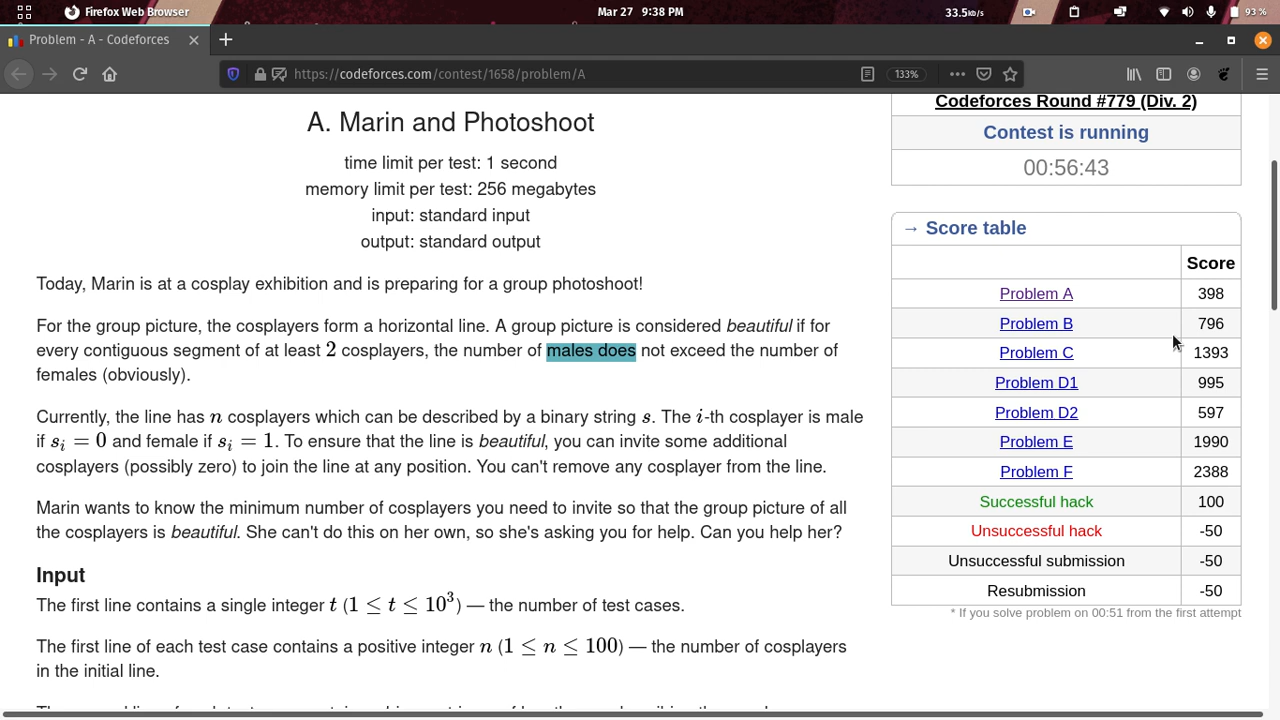 Firefox Web Browser
Mar 27 9:38 PM
33.5kb/s
93 %
Problem - A - Codeforces
https://codeforces.com/contest/1658/problem/A
133%
A. Marin and Photoshoot
time limit per test: 1 second
memory limit per test: 256 megabytes
input: standard input
output: standard output
Today, Marin is at a cosplay exhibition and is preparing for a group photoshoot!
For the group picture, the cosplayers form a horizontal line. A group picture is considered beautiful if for
every contiguous segment of at least 2 cosplayers, the number of males does not exceed the number of
females (obviously).
Currently, the line has n cosplayers which can be described by a binary string s. The i-th cosplayer is male
if s_i = 0 and female if s_i = 1. To ensure that the line is beautiful, you can invite some additional
cosplayers (possibly zero) to join the line at any position. You can't remove any cosplayer from the line.
Marin wants to know the minimum number of cosplayers you need to invite so that the group picture of all
the cosplayers is beautiful. She can't do this on her own, so she's asking you for help. Can you help her?
Input
The first line contains a single integer t (1 ≤ t ≤ 10³) — the number of test cases.
The first line of each test case contains a positive integer n (1 ≤ n ≤ 100) — the number of cosplayers
in the initial line.
Codeforces Round #779 (Div. 2)
Contest is running
00:56:43
→ Score table
Score
Problem A 398
Problem B 796
Problem C 1393
Problem D1 995
Problem D2 597
Problem E 1990
Problem F 2388
Successful hack 100
Unsuccessful hack -50
Unsuccessful submission -50
Resubmission -50
* If you solve problem on 00:51 from the first attempt